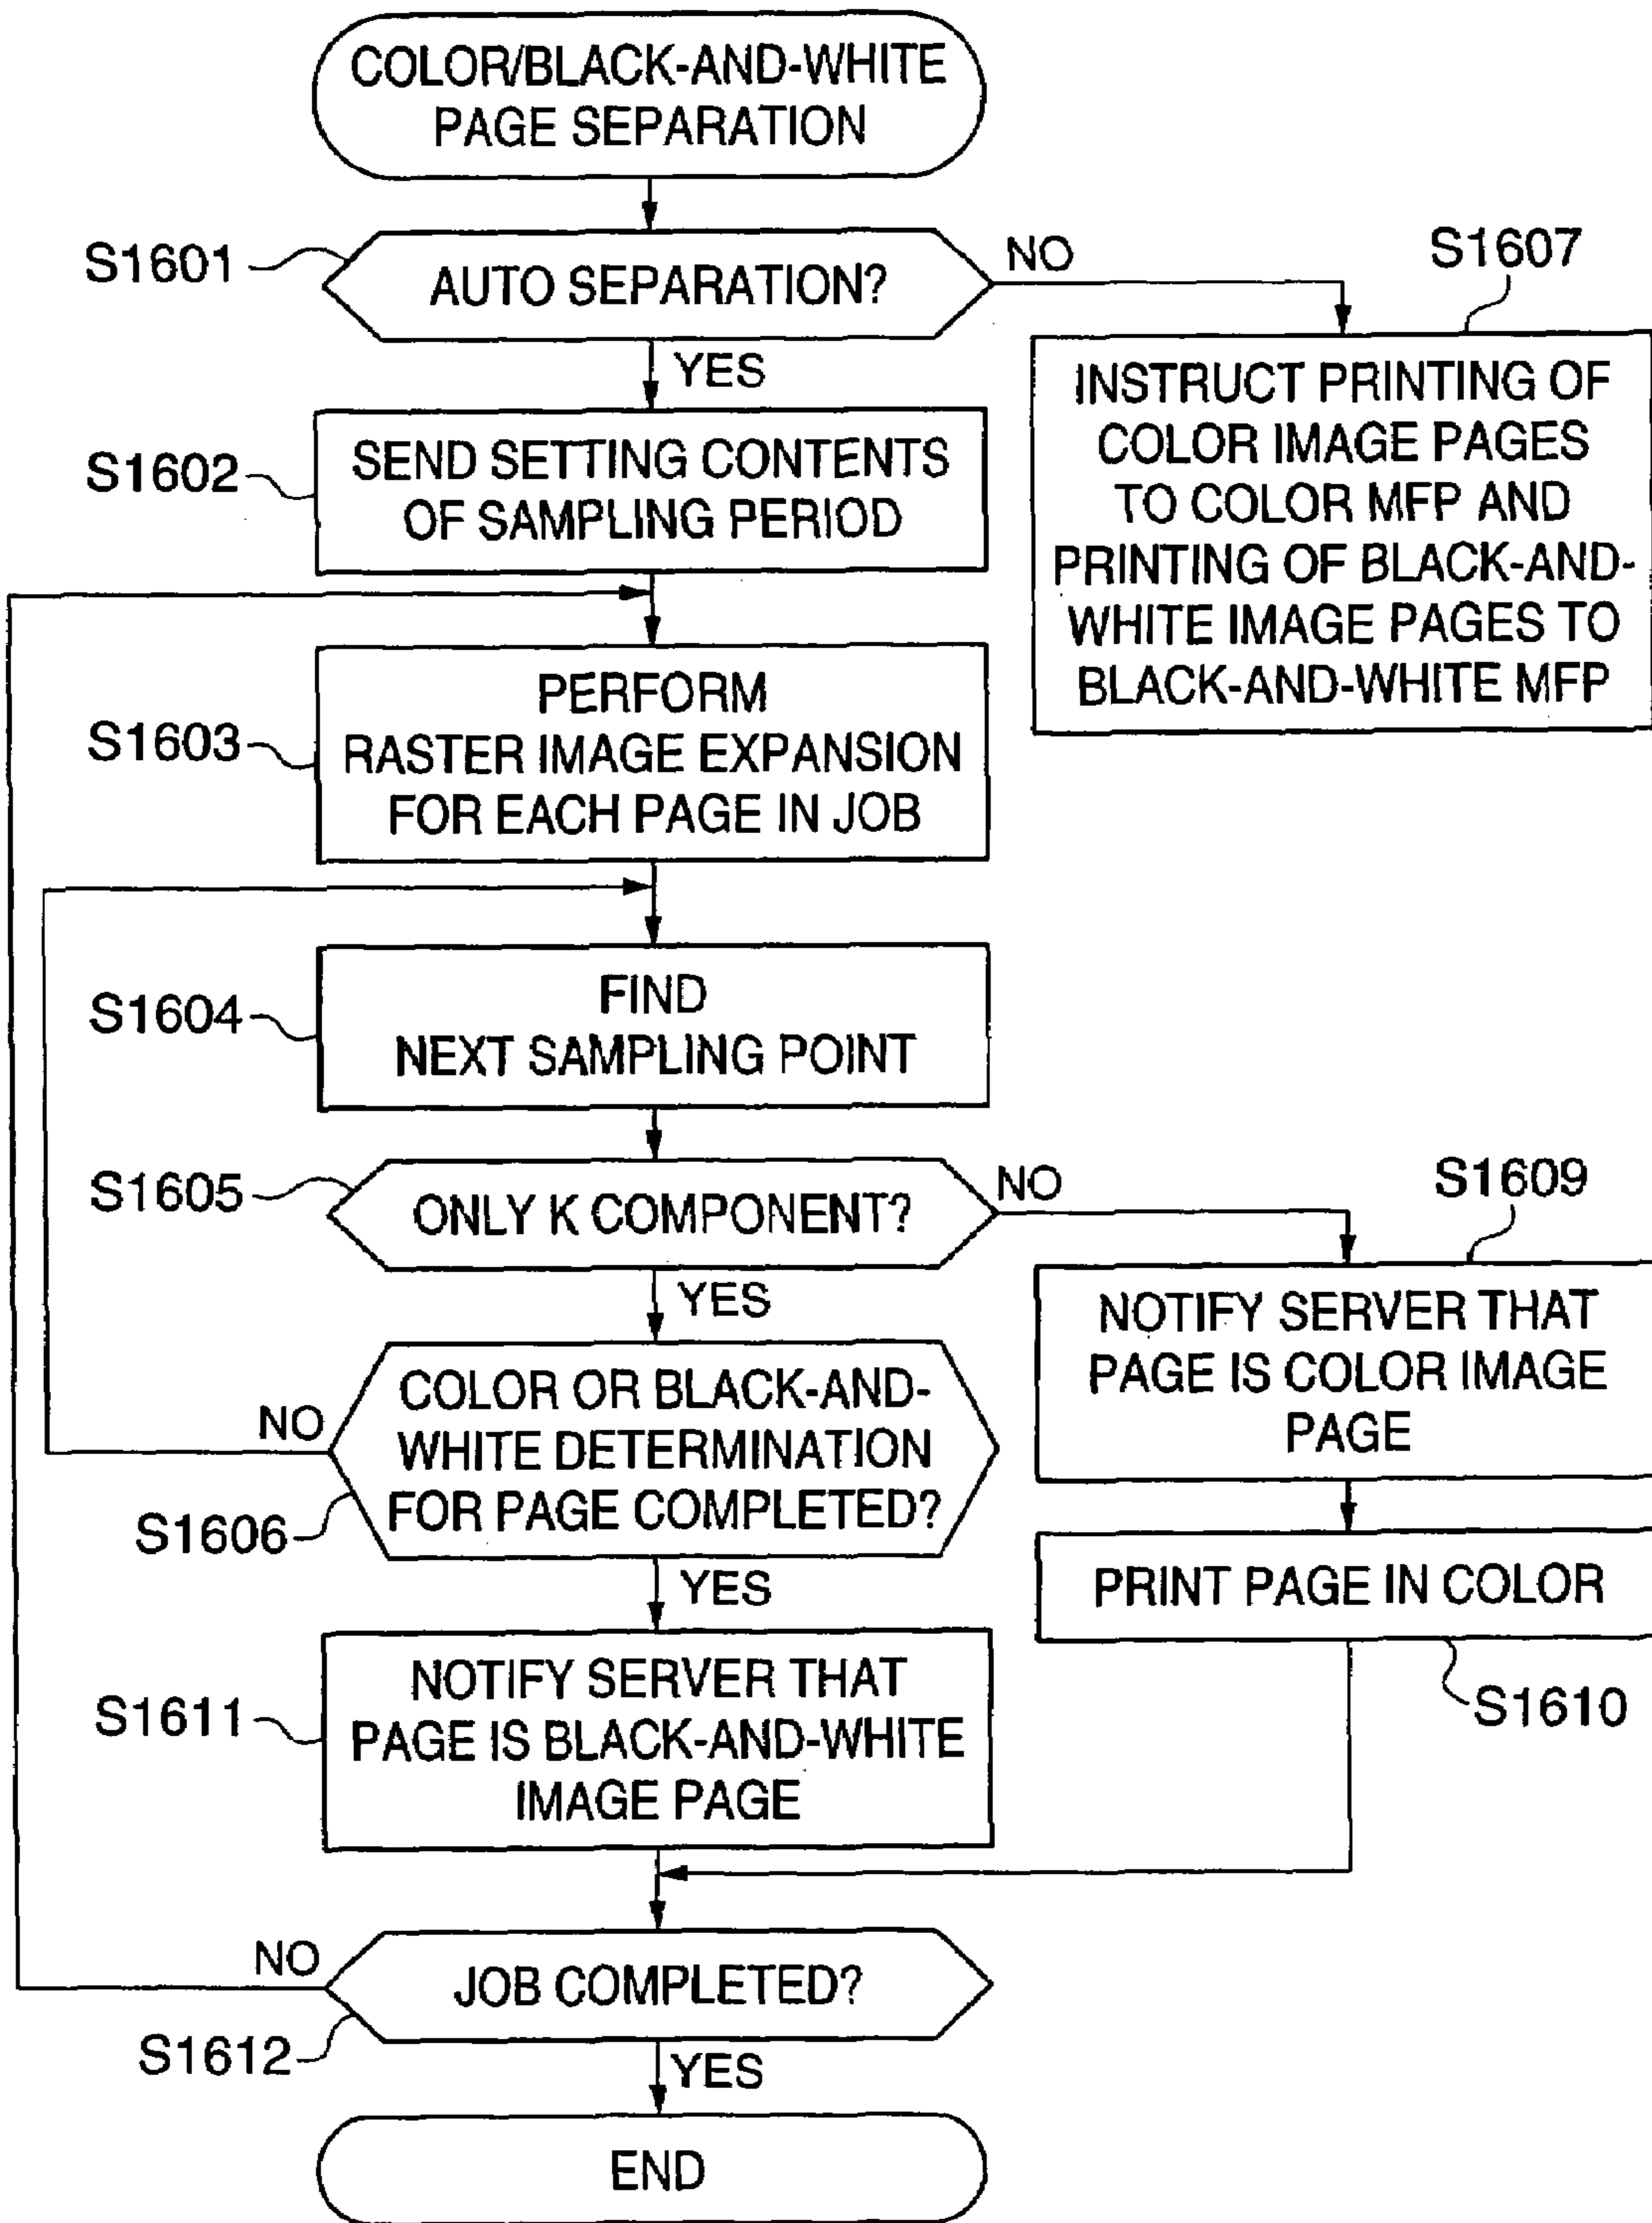 COLOR/BLACK-AND-WHITE
PAGE SEPARATION
S1601
AUTO SEPARATION?
NO
S1607
YES
INSTRUCT PRINTING OF
COLOR IMAGE PAGES
TO COLOR MFP AND
PRINTING OF BLACK-AND-
WHITE IMAGE PAGES TO
BLACK-AND-WHITE MFP
S1602
SEND SETTING CONTENTS
OF SAMPLING PERIOD
S1603
PERFORM
RASTER IMAGE EXPANSION
FOR EACH PAGE IN JOB
S1604
FIND
NEXT SAMPLING POINT
S1605
ONLY K COMPONENT?
NO
S1609
YES
NOTIFY SERVER THAT
PAGE IS COLOR IMAGE
PAGE
NO
COLOR OR BLACK-AND-
WHITE DETERMINATION
FOR PAGE COMPLETED?
S1606
YES
PRINT PAGE IN COLOR
S1610
S1611
NOTIFY SERVER THAT
PAGE IS BLACK-AND-WHITE
IMAGE PAGE
NO
JOB COMPLETED?
S1612
YES
END